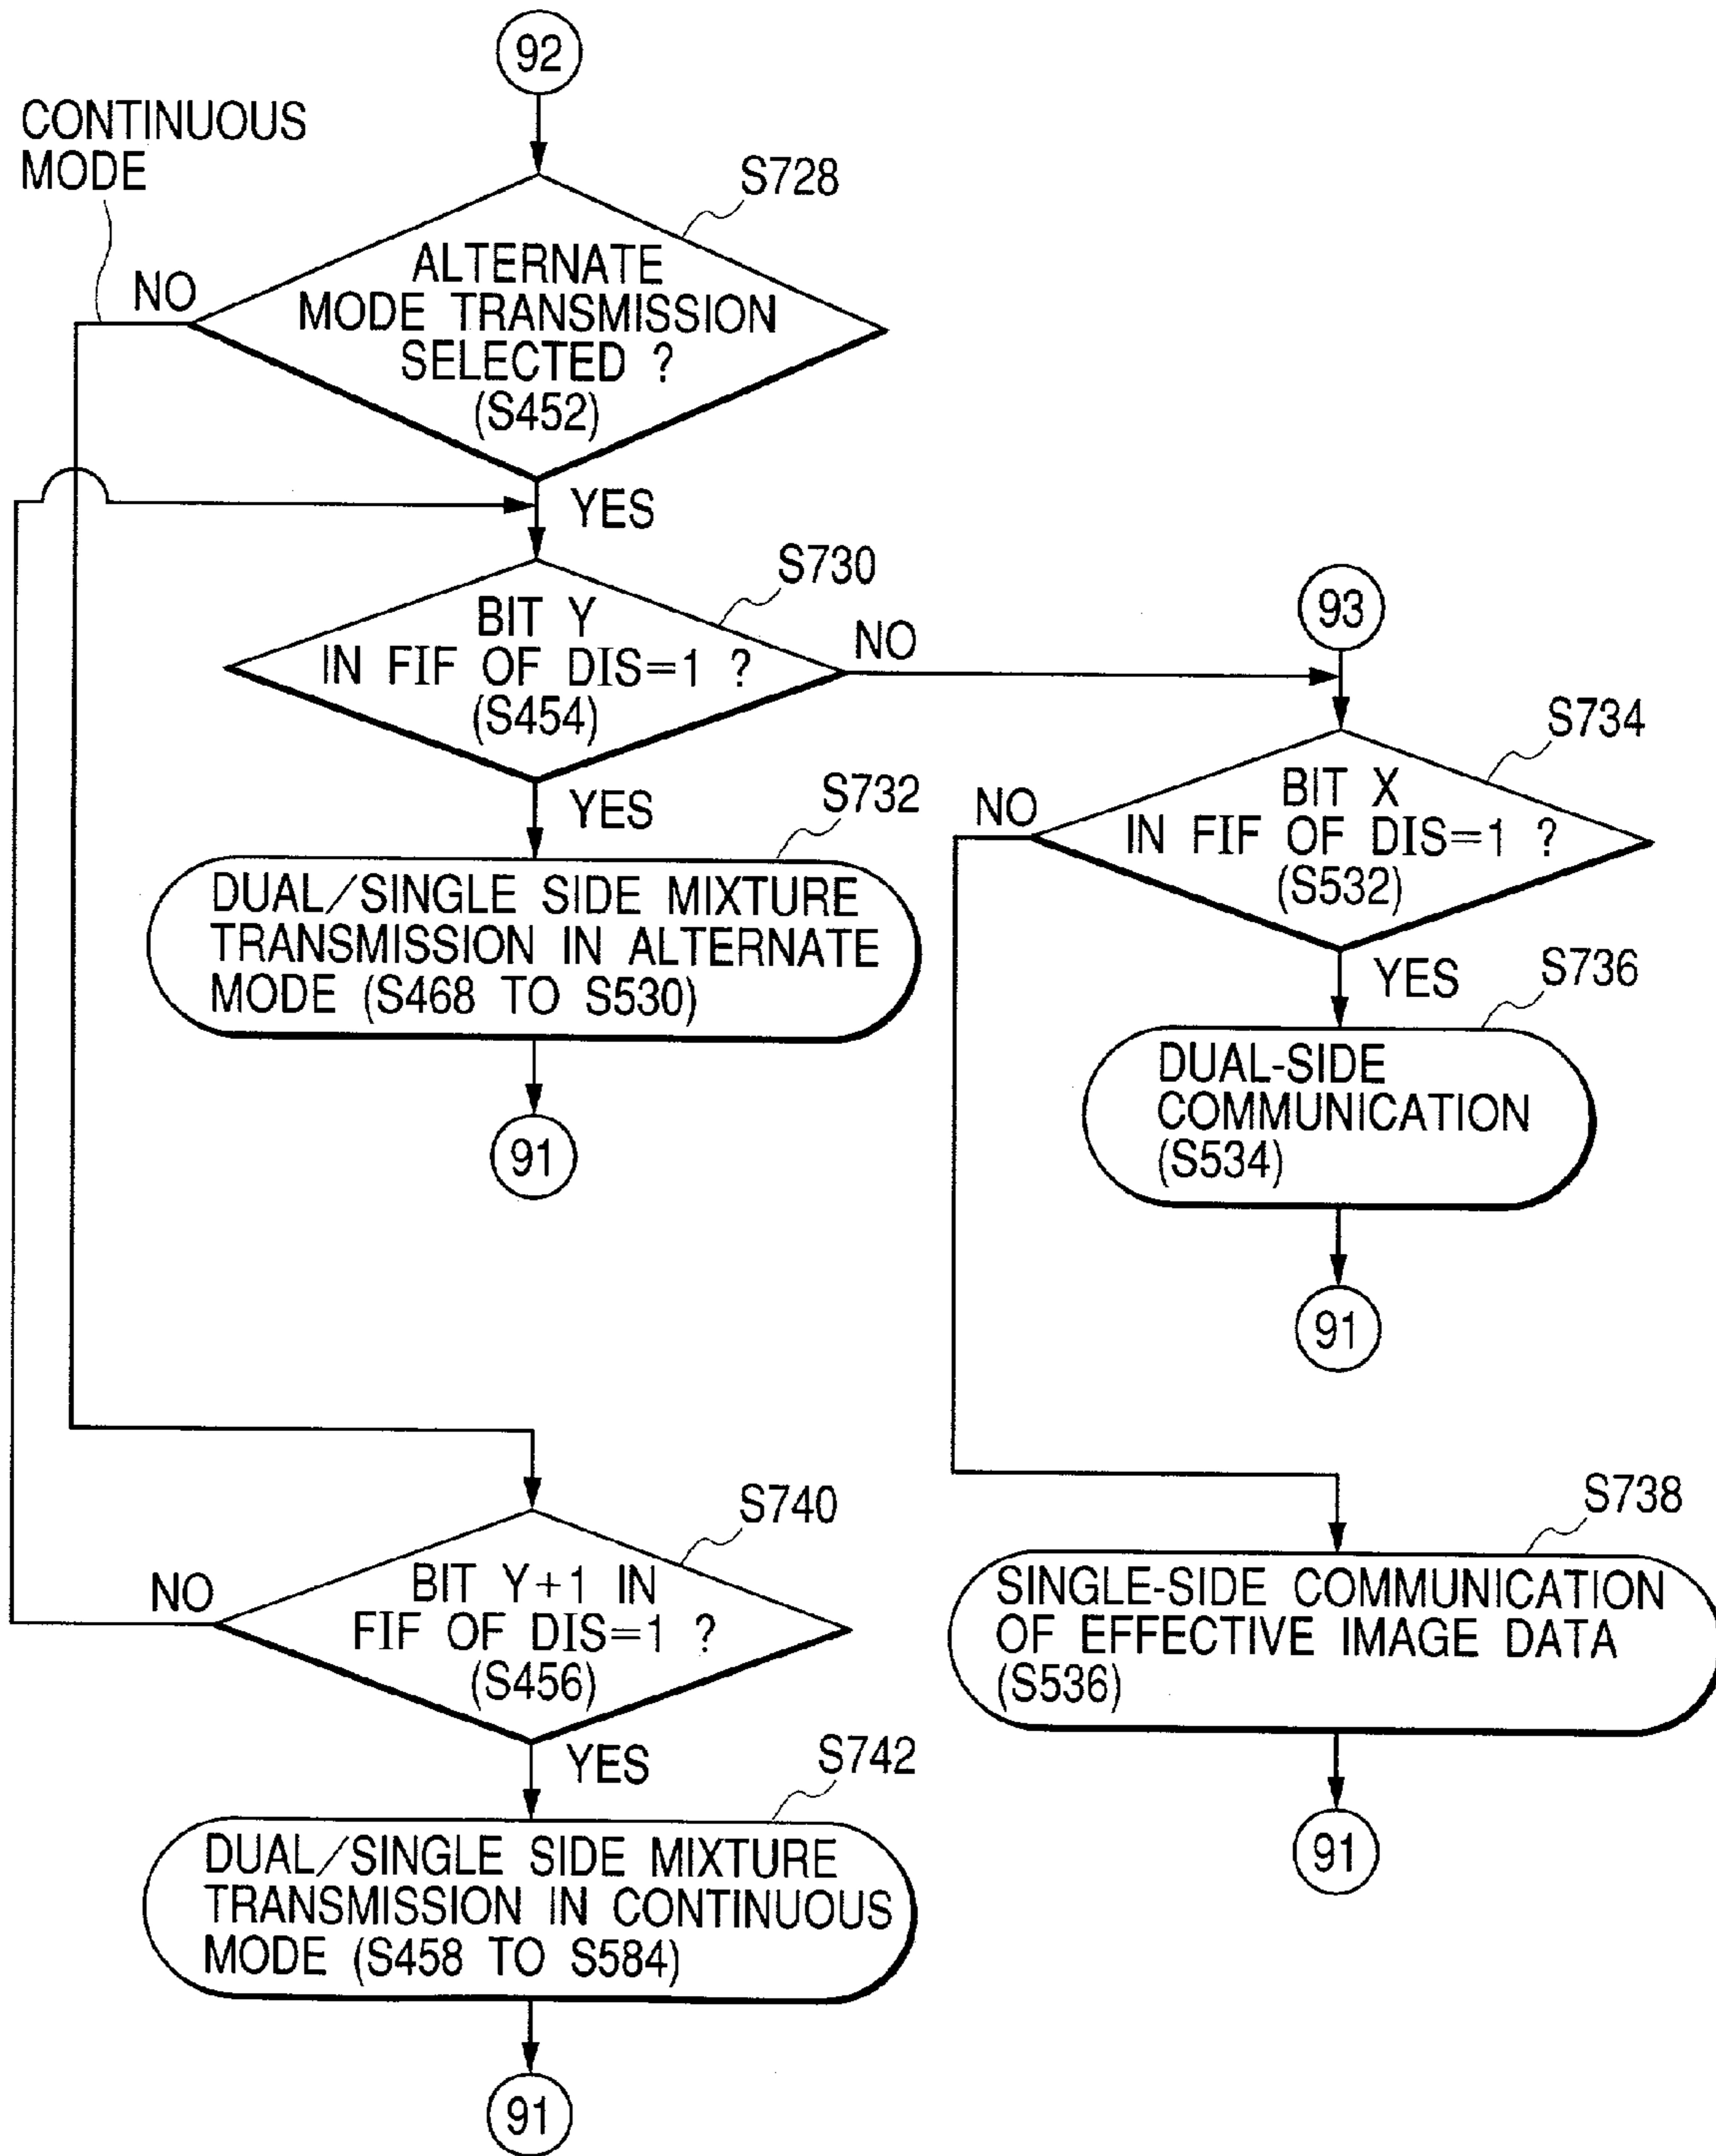 92
CONTINUOUS
MODE
S728
NO
ALTERNATE
MODE TRANSMISSION
SELECTED ?
(S452)
YES
S730
BIT Y
IN FIF OF DIS=1 ?
(S454)
NO
93
YES
S732
DUAL/SINGLE SIDE MIXTURE
TRANSMISSION IN ALTERNATE
MODE (S468 TO S530)
91
S734
NO
BIT X
IN FIF OF DIS=1 ?
(S532)
YES
S736
DUAL-SIDE
COMMUNICATION
(S534)
91
S738
SINGLE-SIDE COMMUNICATION
OF EFFECTIVE IMAGE DATA
(S536)
91
S740
NO
BIT Y+1 IN
FIF OF DIS=1 ?
(S456)
YES
S742
DUAL/SINGLE SIDE MIXTURE
TRANSMISSION IN CONTINUOUS
MODE (S458 TO S584)
91